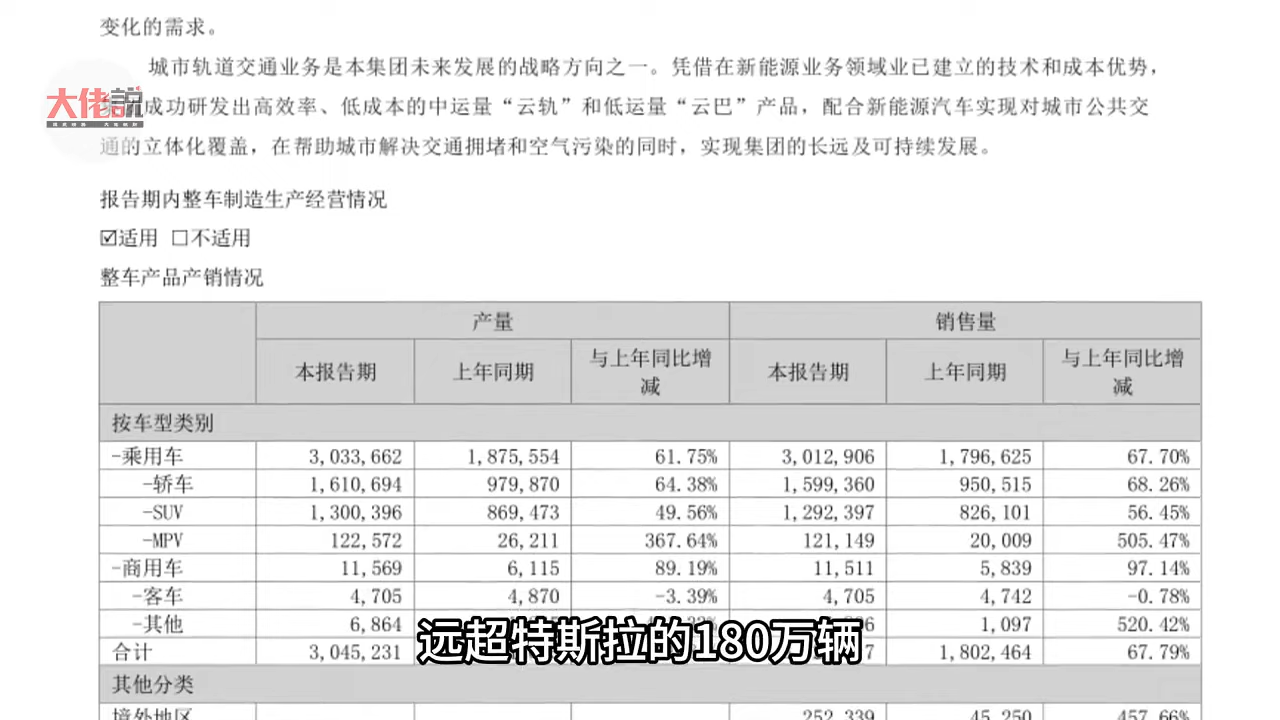 变化的需求。
城市轨道交通业务是本集团未来发展的战略方向之一。凭借在新能源业务领域业已建立的技术和成本优势，
大佬説
成功研发出高效率、低成本的中运量“云轨”和低运量“云巴”产品，配合新能源汽车实现对城市公共交
通的立体化覆盖，在帮助城市解决交通拥堵和空气污染的同时，实现集团的长远及可持续发展。
报告期内整车制造生产经营情况
☑适用 □不适用
整车产品产销情况
产量 销售量
本报告期 上年同期 与上年同比增减 本报告期 上年同期 与上年同比增减
按车型类别
-乘用车 3,033,662 1,875,554 61.75% 3,012,906 1,796,625 67.70%
-轿车 1,610,694 979,870 64.38% 1,599,360 950,515 68.26%
-SUV 1,300,396 869,473 49.56% 1,292,397 826,101 56.45%
-MPV 122,572 26,211 367.64% 121,149 20,009 505.47%
-商用车 11,569 6,115 89.19% 11,511 5,839 97.14%
-客车 4,705 4,870 -3.39% 4,705 4,742 -0.78%
-其他 6,864 1,097 520.42%
远超特斯拉的180万辆
合计 3,045,231 1,802,464 67.79%
其他分类
境外地区 252,339 45,250 457.66%